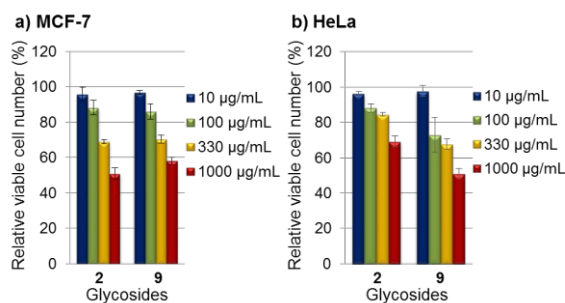 a) MCF-7
Relative viable cell number (%)
120
100
80
60
40
20
0
2
9
Glycosides
10 µg/mL
100 µg/mL
330 µg/mL
1000 µg/mL
b) HeLa
Relative viable cell number (%)
120
100
80
60
40
20
0
2
9
Glycosides
10 µg/mL
100 µg/mL
330 µg/mL
1000 µg/mL